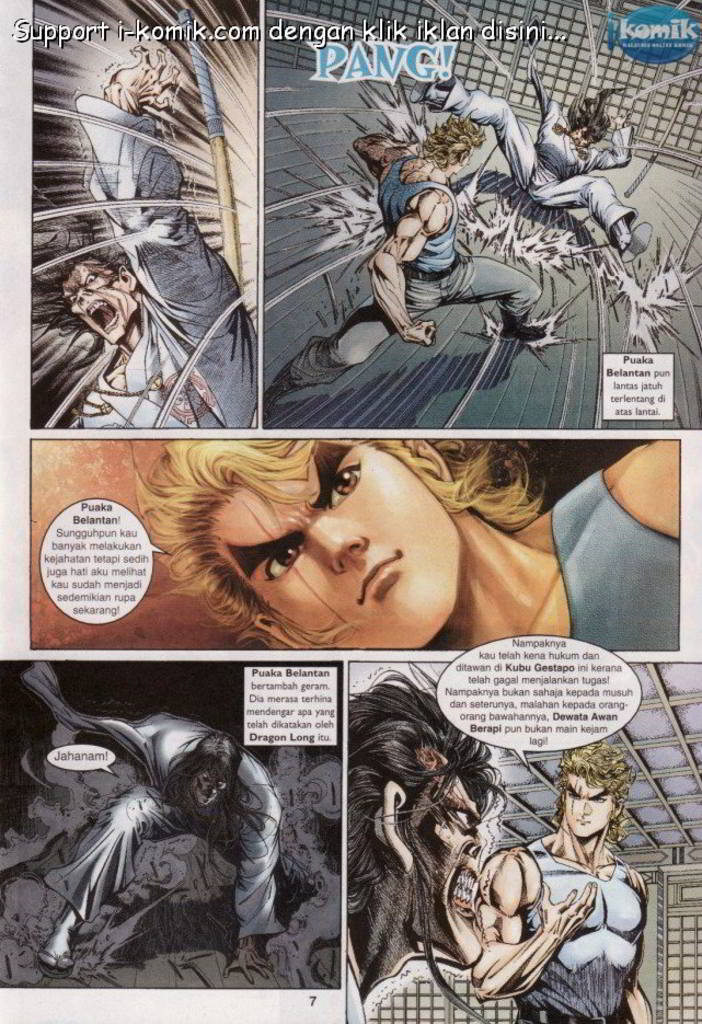 Support i-komik.com dengan klik iklan disini...
komik
MALAYSIA ONLINE KOMIK
PANG!
Puaka
Belantan pun
lantas jatuh
terlentang di
atas lantai.
Puaka
Belantan!
Sungguhpun kau
banyak melakukan
kejahatan tetapi sedih
juga hati aku melihat
kau sudah menjadi
sedemikian rupa
sekarang!
Puaka Belantan
bertambah geram.
Dia merasa terhina
mendengar apa yang
telah dikatakan oleh
Dragon Long itu.
Jahanam!
Nampaknya
kau telah kena hukum dan
ditawan di Kubu Gestapo ini kerana
telah gagal menjalankan tugas!
Nampaknya bukan sahaja kepada musuh
dan seterunya, malahan kepada orang-
orang bawahannya, Dewata Awan
Berapi pun bukan main kejam
lagi!
7